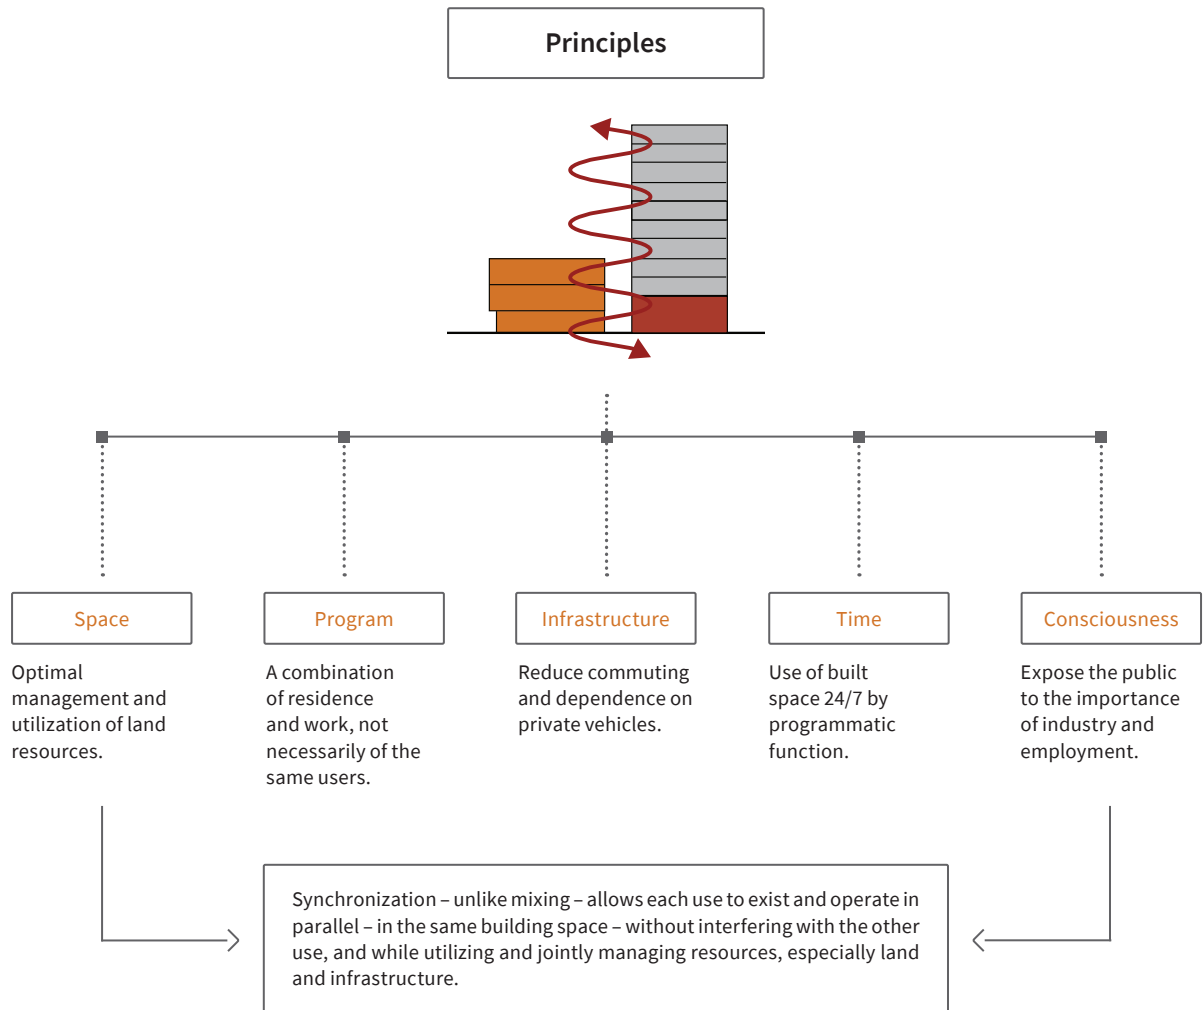 Principles
Space
Optimal
management and
utilization of land
resources.
Program
A combination
of residence
and work, not
necessarily of the
same users.
Infrastructure
Reduce commuting
and dependence on
private vehicles.
Time
Use of built
space 24/7 by
programmatic
function.
Consciousness
Expose the public
to the importance
of industry and
employment.
Synchronization – unlike mixing – allows each use to exist and operate in
parallel – in the same building space – without interfering with the other
use, and while utilizing and jointly managing resources, especially land
and infrastructure.